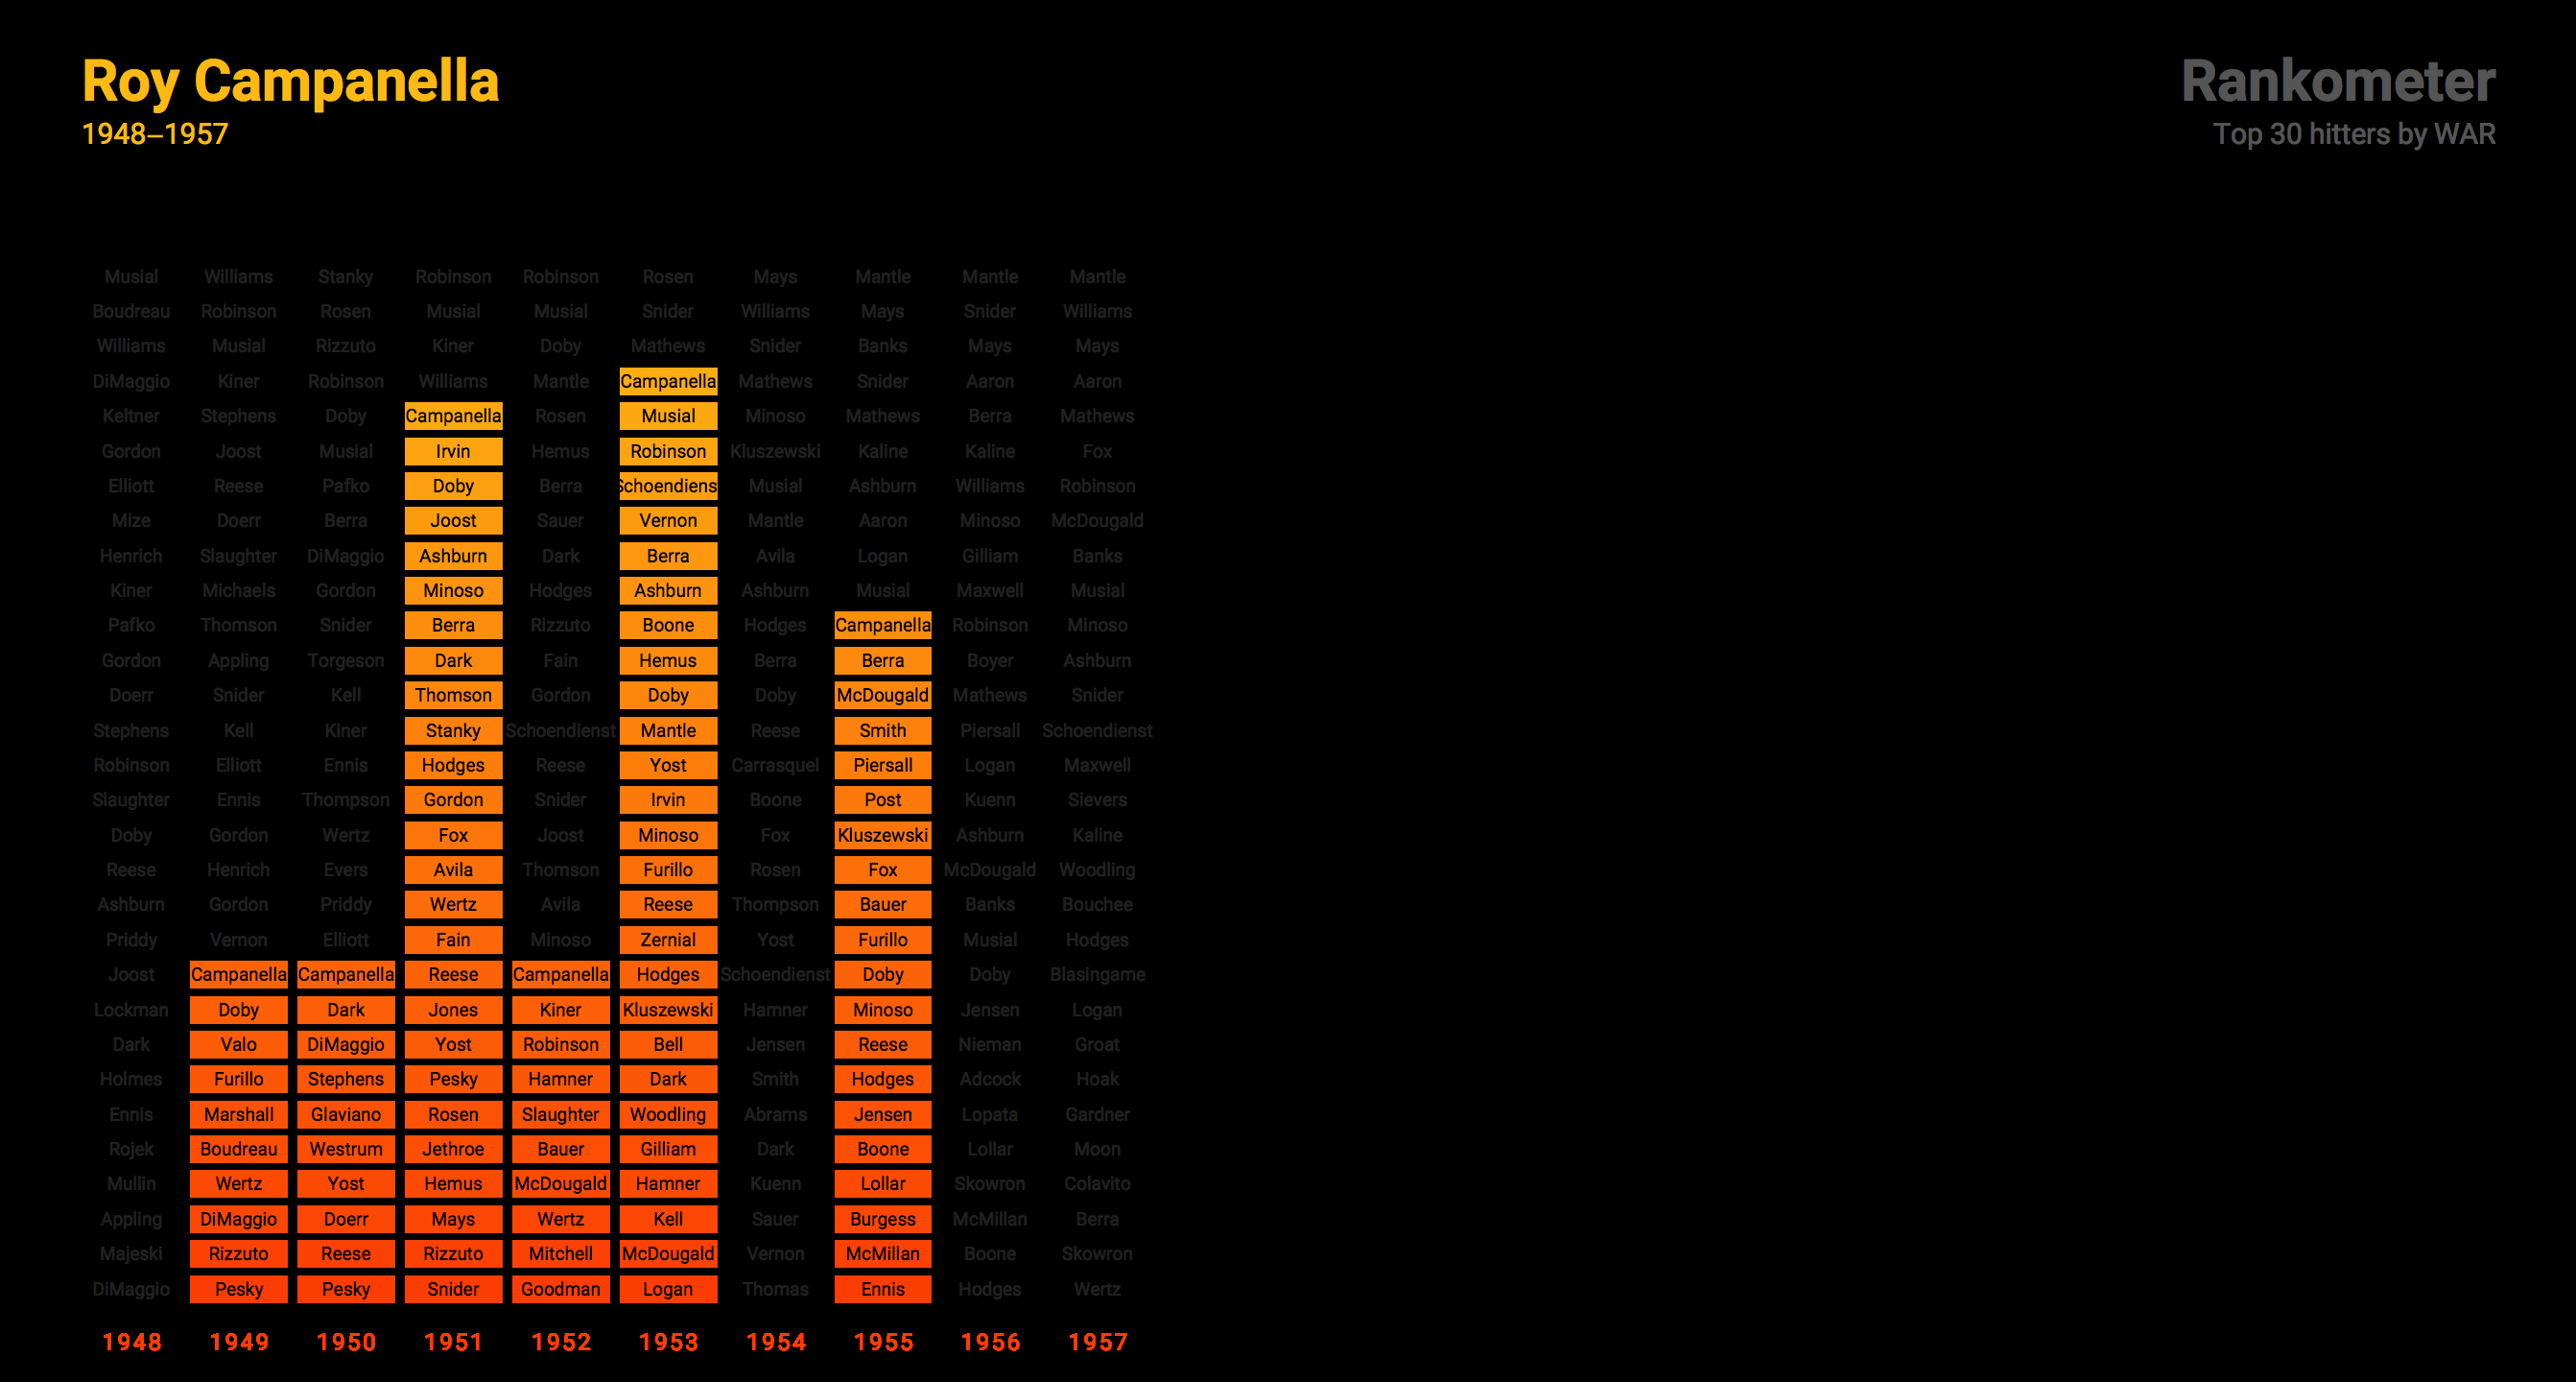 Roy Campanella
1948–1957
Rankometer
Top 30 hitters by WAR
Musial Williams Stanky Robinson Robinson Rosen Mays Mantle Mantle Mantle
Boudreau Robinson Rosen Musial Musial Snider Williams Mays Snider Williams
Williams Musial Rizzuto Kiner Doby Mathews Snider Banks Mays Mays
DiMaggio Kiner Robinson Williams Mantle Campanella Mathews Snider Aaron Aaron
Keltner Stephens Doby Campanella Rosen Musial Minoso Mathews Berra Mathews
Gordon Joost Musial Irvin Hemus Robinson Kluszewski Kaline Kaline Fox
Elliott Reese Pafko Doby Berra Schoendiens Musial Ashburn Williams Robinson
Mize Doerr Berra Joost Sauer Vernon Mantle Aaron Minoso McDougald
Henrich Slaughter DiMaggio Ashburn Dark Berra Avila Logan Gilliam Banks
Kiner Michaels Gordon Minoso Hodges Ashburn Ashburn Musial Maxwell Musial
Pafko Thomson Snider Berra Rizzuto Boone Hodges Campanella Robinson Minoso
Gordon Appling Torgeson Dark Fain Hemus Berra Berra Boyer Ashburn
Doerr Snider Kell Thomson Gordon Doby Doby McDougald Mathews Snider
Stephens Kell Kiner Stanky Schoendienst Mantle Reese Smith Piersall Schoendienst
Robinson Elliott Ennis Hodges Reese Yost Carrasquel Piersall Logan Maxwell
Slaughter Ennis Thompson Gordon Snider Irvin Boone Post Kuenn Sievers
Doby Gordon Wertz Fox Joost Minoso Fox Kluszewski Ashburn Kaline
Reese Henrich Evers Avila Thomson Furillo Rosen Fox McDougald Woodling
Ashburn Gordon Priddy Wertz Avila Reese Thompson Bauer Banks Bouchee
Priddy Vernon Elliott Fain Minoso Zernial Yost Furillo Musial Hodges
Joost Campanella Campanella Reese Campanella Hodges Schoendienst Doby Doby Blasingame
Lockman Doby Dark Jones Kiner Kluszewski Hamner Minoso Jensen Logan
Dark Valo DiMaggio Yost Robinson Bell Jensen Reese Nieman Groat
Holmes Furillo Stephens Pesky Hamner Dark Smith Hodges Adcock Hoak
Ennis Marshall Glaviano Rosen Slaughter Woodling Abrams Jensen Lopata Gardner
Rojek Boudreau Westrum Jethroe Bauer Gilliam Dark Boone Lollar Moon
Mullin Wertz Yost Hemus McDougald Hamner Kuenn Lollar Skowron Colavito
Appling DiMaggio Doerr Mays Wertz Kell Sauer Burgess McMillan Berra
Majeski Rizzuto Reese Rizzuto Mitchell McDougald Vernon McMillan Boone Skowron
DiMaggio Pesky Pesky Snider Goodman Logan Thomas Ennis Hodges Wertz
1948 1949 1950 1951 1952 1953 1954 1955 1956 1957